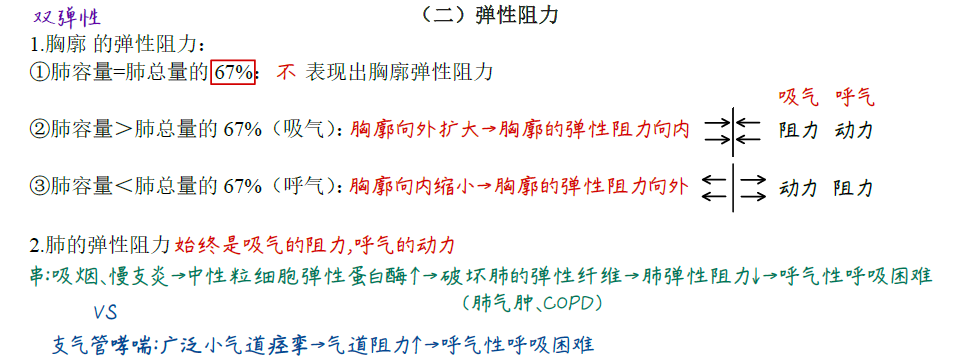 双弹性 （二）弹性阻力
1.胸廓 的弹性阻力：
①肺容量=肺总量的 67%：不 表现出胸廓弹性阻力
吸气 呼气
②肺容量＞肺总量的 67%（吸气）：胸廓向外扩大→胸廓的弹性阻力向内 阻力 动力
③肺容量＜肺总量的 67%（呼气）：胸廓向内缩小→胸廓的弹性阻力向外 动力 阻力
2.肺的弹性阻力 始终是吸气的阻力,呼气的动力
串:吸烟、慢支炎→中性粒细胞弹性蛋白酶↑→破坏肺的弹性纤维→肺弹性阻力↓→呼气性呼吸困难
VS (肺气肿、COPD)
支气管哮喘:广泛小气道痉挛→气道阻力↑→呼气性呼吸困难